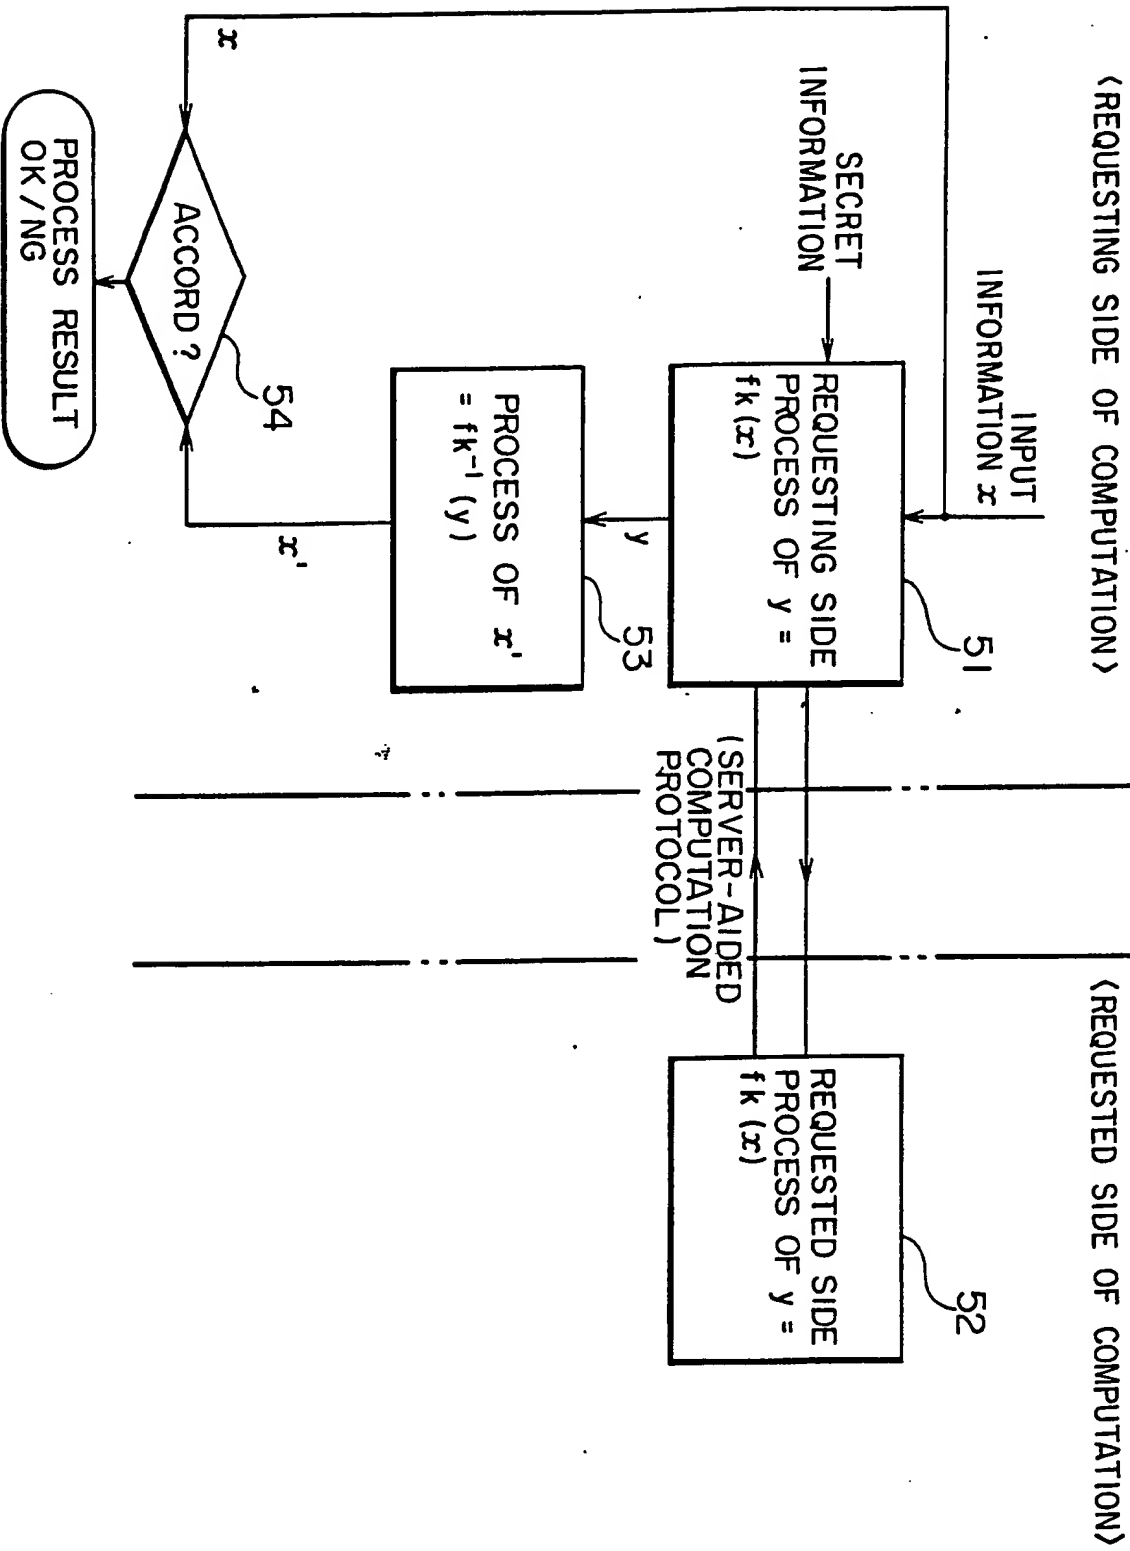 〈REQUESTING SIDE OF COMPUTATION〉
〈REQUESTED SIDE OF COMPUTATION〉
INPUT
INFORMATION x
SECRET
INFORMATION
51
REQUESTING SIDE
PROCESS OF y =
fk (x)
52
REQUESTED SIDE
PROCESS OF y =
fk (x)
(SERVER-AIDED
COMPUTATION
PROTOCOL)
y
53
PROCESS OF x'
= fk⁻¹ (y)
x
x'
54
ACCORD ?
PROCESS RESULT
OK / NG